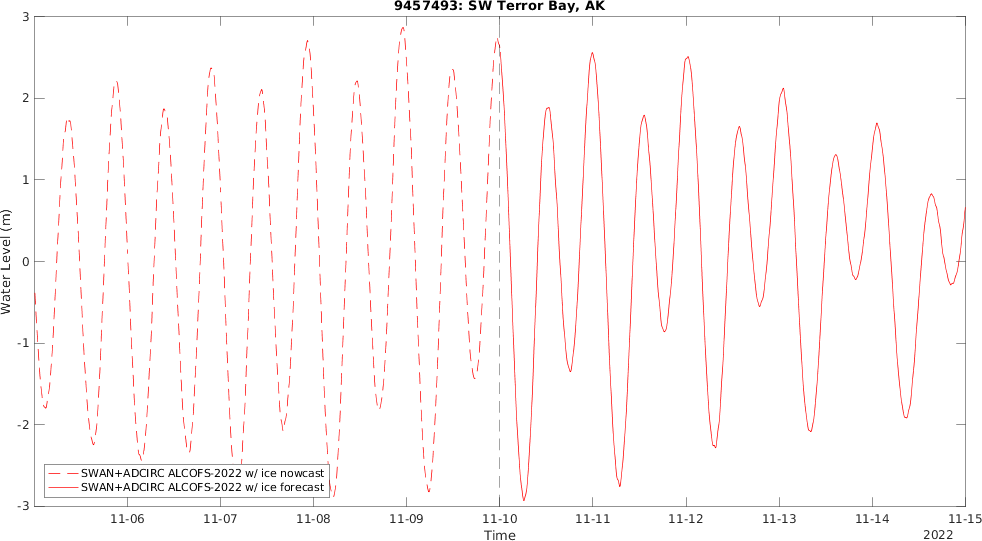 9457493: SW Terror Bay, AK
3
2
1
0
-1
-2
-3
Water Level (m)
SWAN+ADCIRC ALCOFS-2022 w/ ice nowcast
SWAN+ADCIRC ALCOFS-2022 w/ ice forecast
11-06 11-07 11-08 11-09 11-10 11-11 11-12 11-13 11-14 11-15
Time
2022